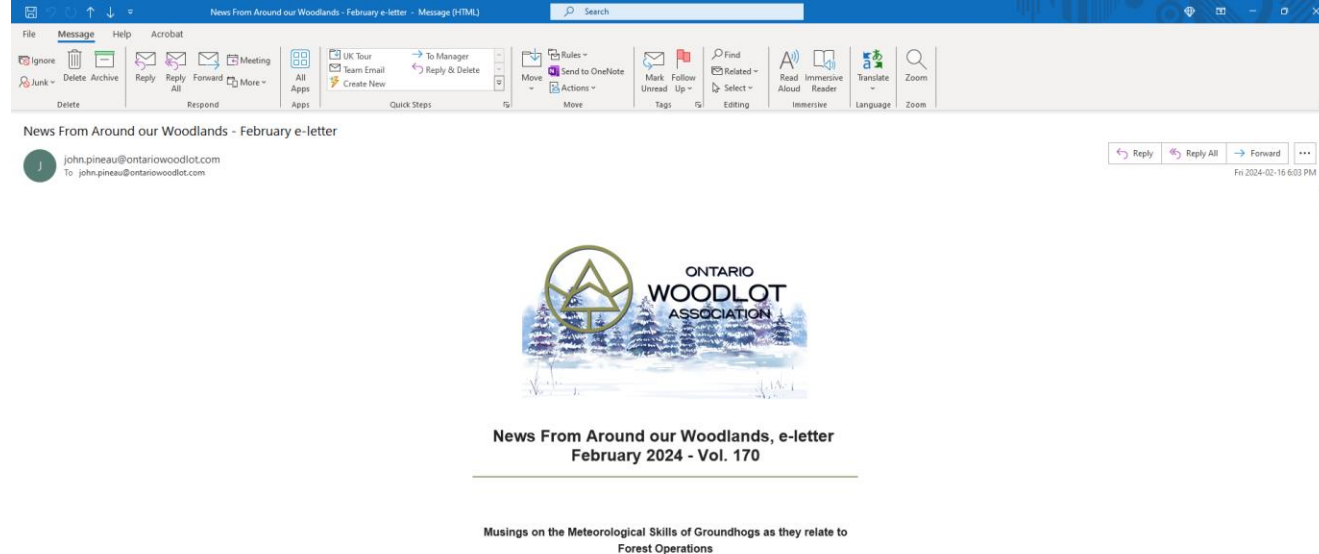 News From Around our Woodlands - February e-letter - Message (HTML)
Search
File Message Help Acrobat
Ignore
Junk
Delete
Archive
Delete
Reply
Reply All
Forward
Meeting
More
Respond
All Apps
Apps
UK Tour
Team Email
Create New
To Manager
Reply & Delete
Quick Steps
Move
Rules
Send to OneNote
Actions
Move
Mark Unread
Follow Up
Tags
Find
Related
Select
Editing
Read Aloud
Immersive Reader
Immersive
Translate
Language
Zoom
Zoom
News From Around our Woodlands - February e-letter
J
john.pineau@ontariowoodlot.com
To john.pineau@ontariowoodlot.com
Reply Reply All Forward
Fri 2024-02-16 6:03 PM
ONTARIO
WOODLOT
ASSOCIATION
News From Around our Woodlands, e-letter
February 2024 - Vol. 170
Musings on the Meteorological Skills of Groundhogs as they relate to
Forest Operations